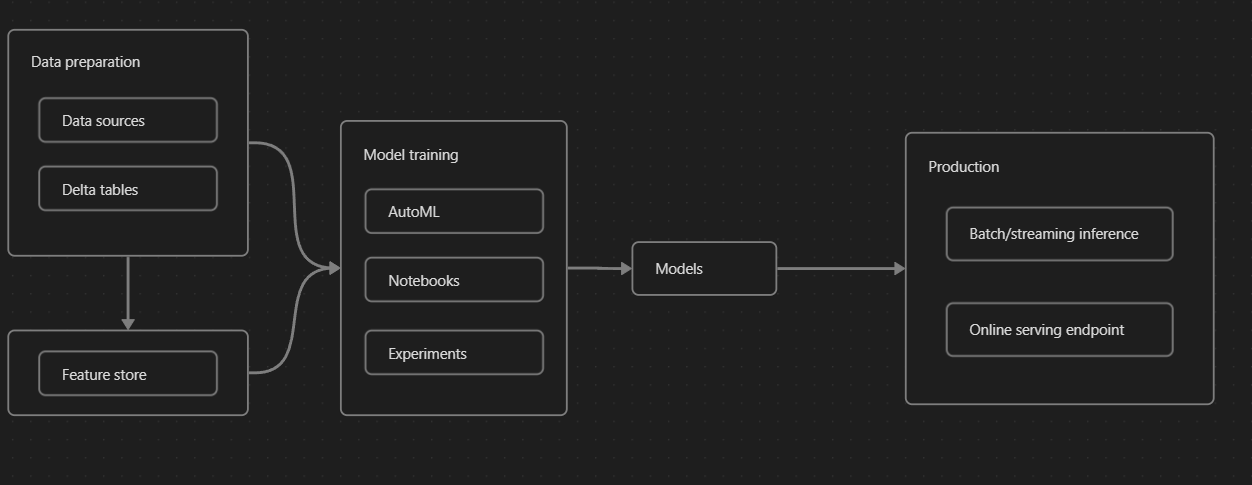 Data preparation
Data sources
Delta tables
Feature store
Model training
AutoML
Notebooks
Experiments
Models
Production
Batch/streaming inference
Online serving endpoint